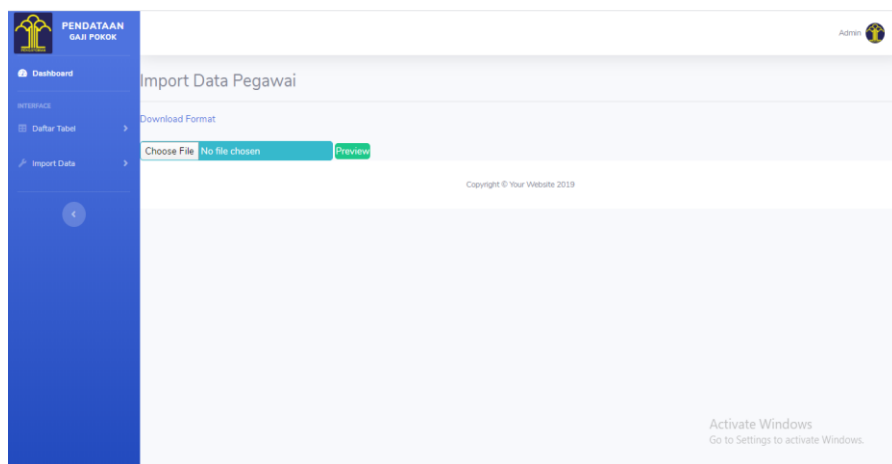 PENDATAAN
GAJI POKOK
Admin
Dashboard
Import Data Pegawai
INTERFACE
Download Format
Daftar Tabel
Choose File No file chosen Preview
Import Data
Copyright © Your Website 2019
Activate Windows
Go to Settings to activate Windows.